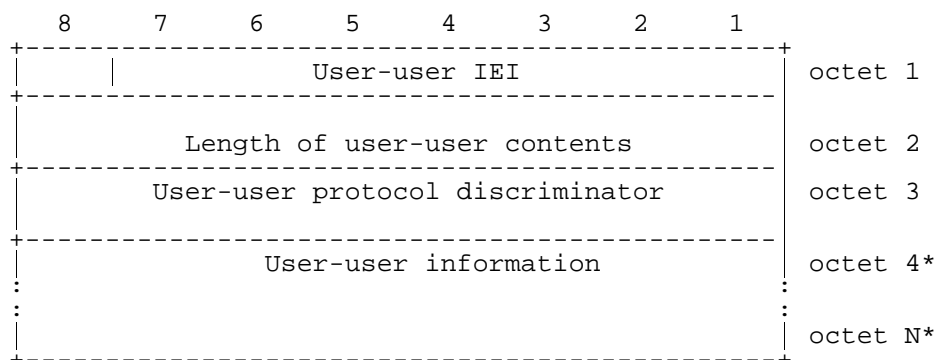 8 7 6 5 4 3 2 1
User-user IEI octet 1
Length of user-user contents octet 2
User-user protocol discriminator octet 3
User-user information octet 4*
: :
: :
octet N*